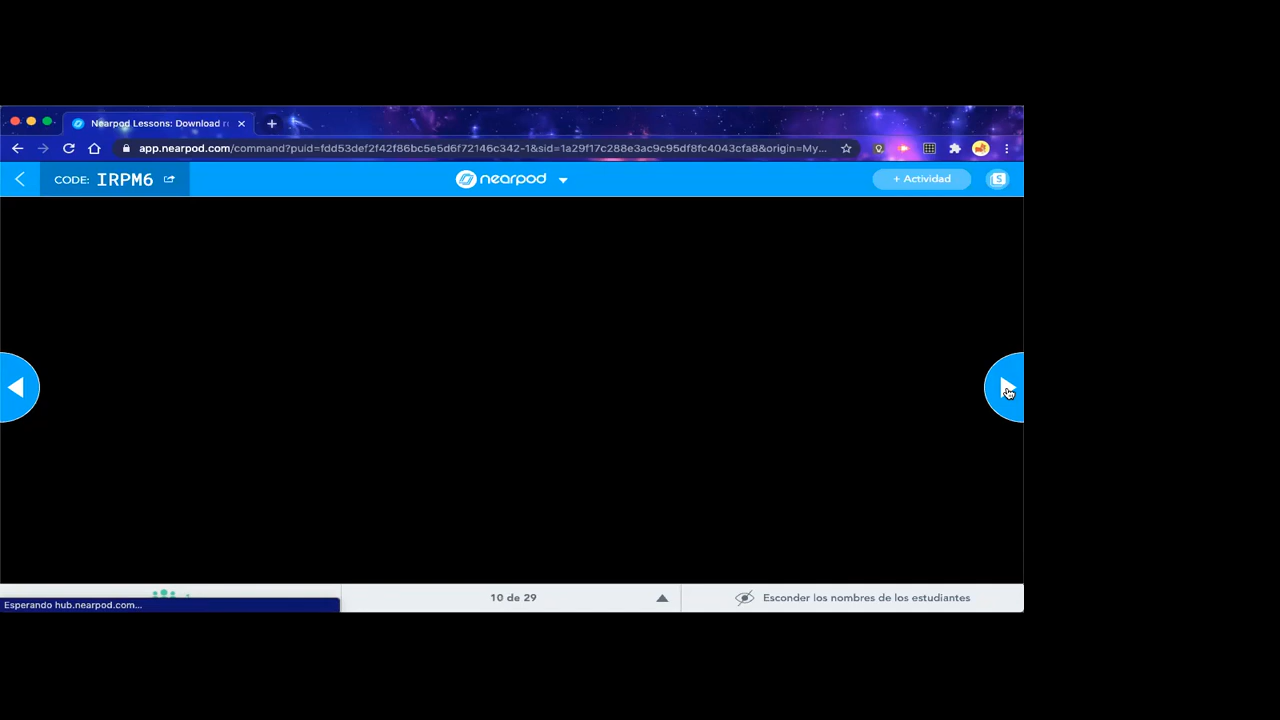 Nearpod Lessons: Download r
app.nearpod.com/command?puid=fdd53def2f42f86bc5e5d6f72146c342-1&sid=1a29f17c288e3ac9c95df8fc4043cfa8&origin=My...
CODE: IRPM6
nearpod
+ Actividad
S
10 de 29
Esconder los nombres de los estudiantes
Esperando hub.nearpod.com...